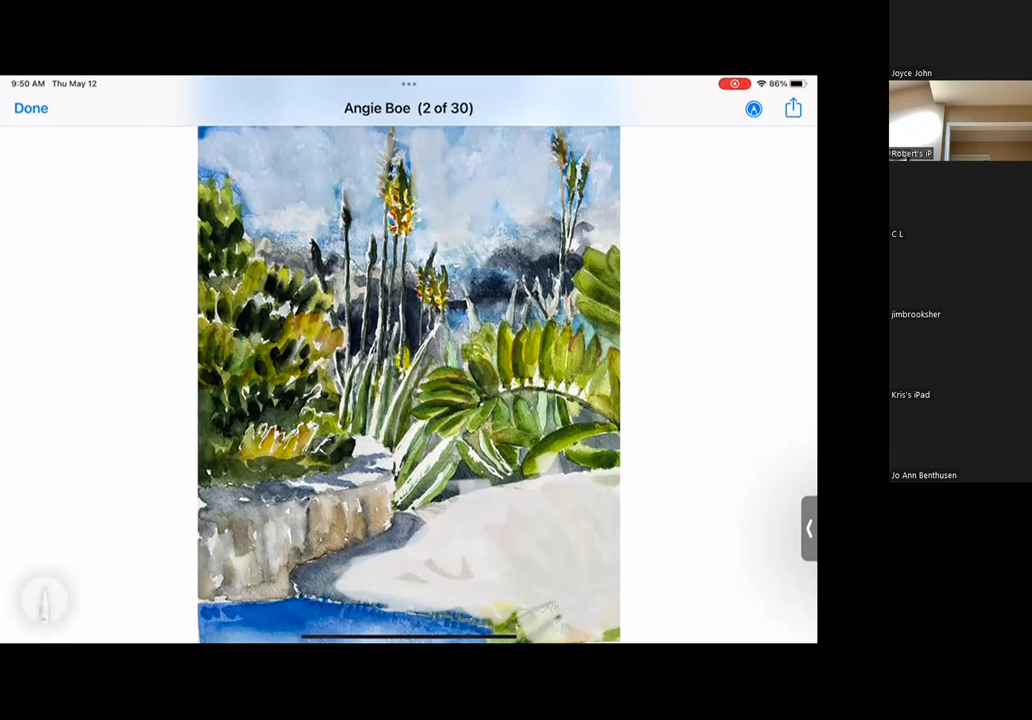 9:50 AM Thu May 12
86%
Done
Angie Boe (2 of 30)
Joyce John
Robert's iP
C L
jimbrooksher
Kris's iPad
Jo Ann Benthusen